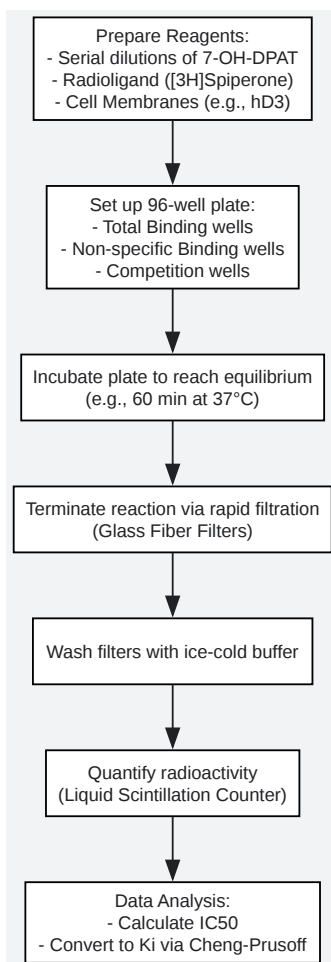 Prepare Reagents:
- Serial dilutions of 7-OH-DPAT
- Radioligand ([3H]Spiperone)
- Cell Membranes (e.g., hD3)
Set up 96-well plate:
- Total Binding wells
- Non-specific Binding wells
- Competition wells
Incubate plate to reach equilibrium
(e.g., 60 min at 37°C)
Terminate reaction via rapid filtration
(Glass Fiber Filters)
Wash filters with ice-cold buffer
Quantify radioactivity
(Liquid Scintillation Counter)
Data Analysis:
- Calculate IC50
- Convert to Ki via Cheng-Prusoff